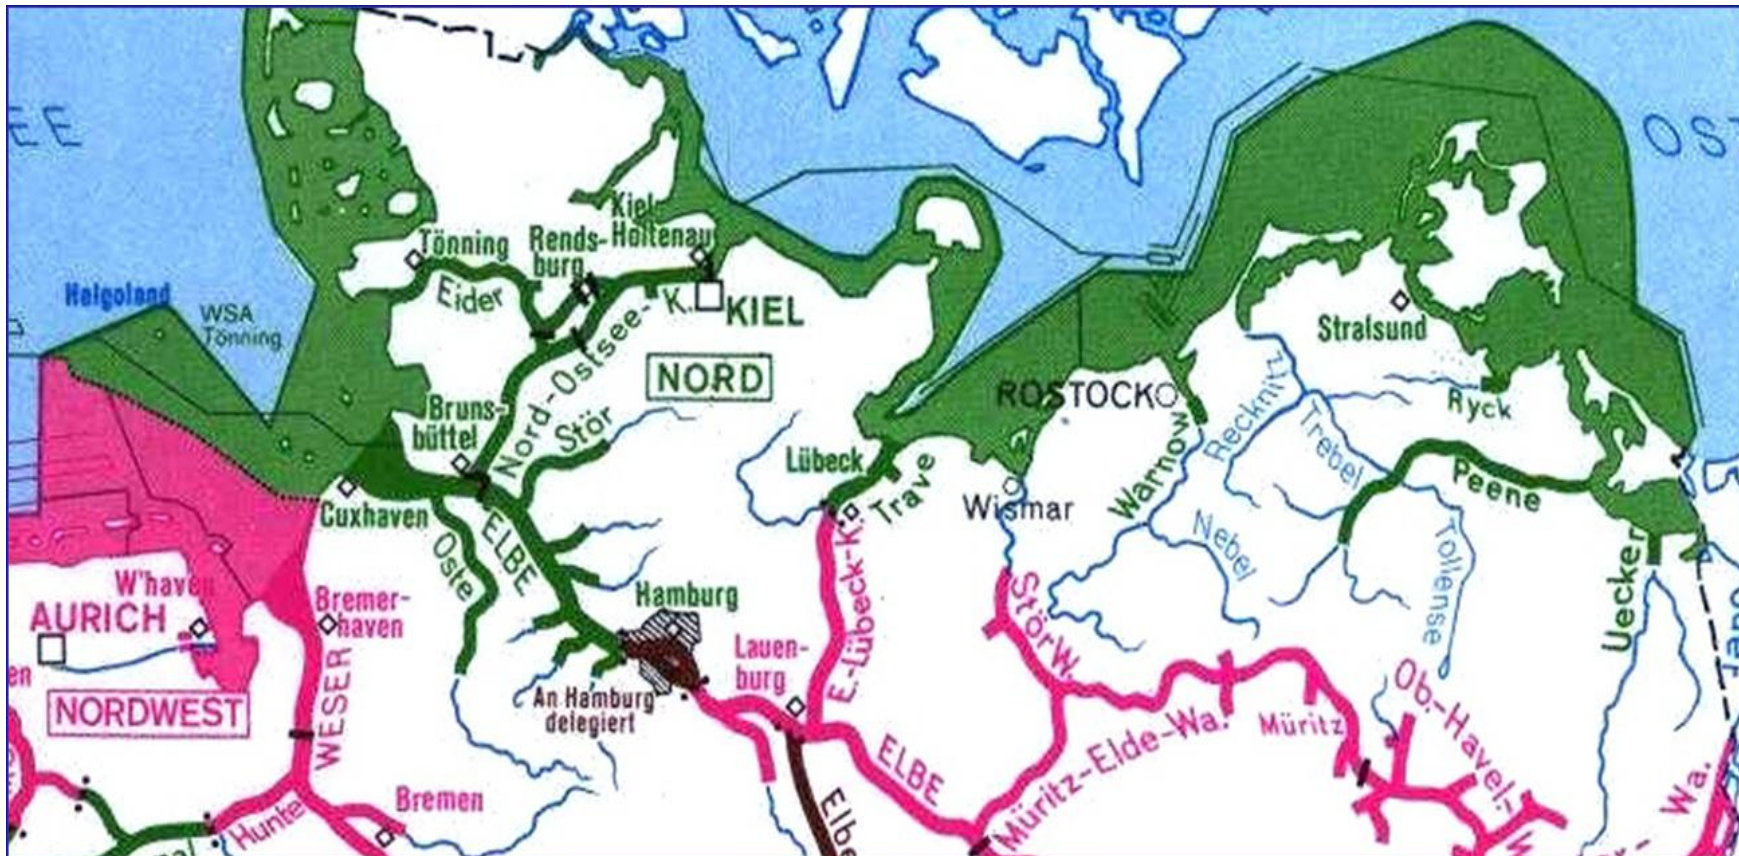 EE
OST
Kiel-
Holtenau
Tönning
Rends-
burg
Eider
K.
KIEL
Helgoland
WSA
Tönning
Stralsund
NORD
ROSTOCK
Recknitz
Trebel
Ryck
Bruns-
büttel
Nord-Ostsee-
Stör
Lübeck
Trave
Wismar
Warnow
Peene
Cuxhaven
ELBE
Oste
Nebel
Tollense
Uecker
W'haven
AURICH
Bremer-
haven
Hamburg
E.-Lübeck-K.
StörW.
en
NORDWEST
WESER
An Hamburg
delegiert
Lauen-
burg
ELBE
Müritz-Elde-Wa.
Müritz
Ob.-Havel-
W
Wa.
Bremen
Hunte
Elbe